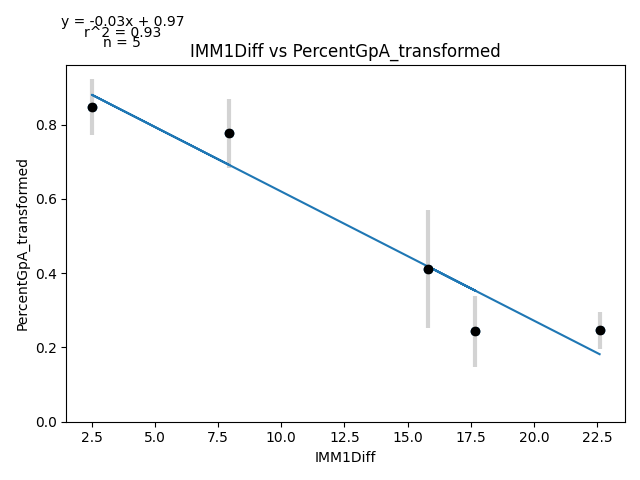 y = -0.03x + 0.97
r^2 = 0.93
n = 5
IMM1Diff vs PercentGpA_transformed
PercentGpA_transformed
0.8
0.6
0.4
0.2
0.0
2.5 5.0 7.5 10.0 12.5 15.0 17.5 20.0 22.5
IMM1Diff